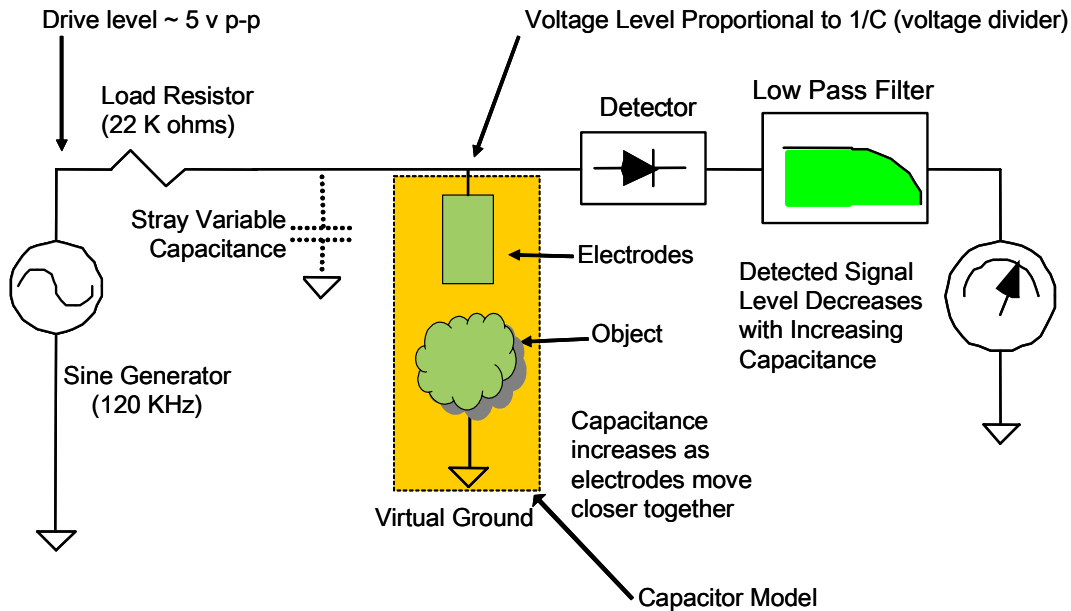 Drive level ~ 5 v p-p
Voltage Level Proportional to 1/C (voltage divider)
Load Resistor
(22 K ohms)
Detector
Low Pass Filter
Stray Variable
Capacitance
Electrodes
Detected Signal
Level Decreases
with Increasing
Capacitance
Object
Sine Generator
(120 KHz)
Capacitance
increases as
electrodes move
closer together
Virtual Ground
Capacitor Model